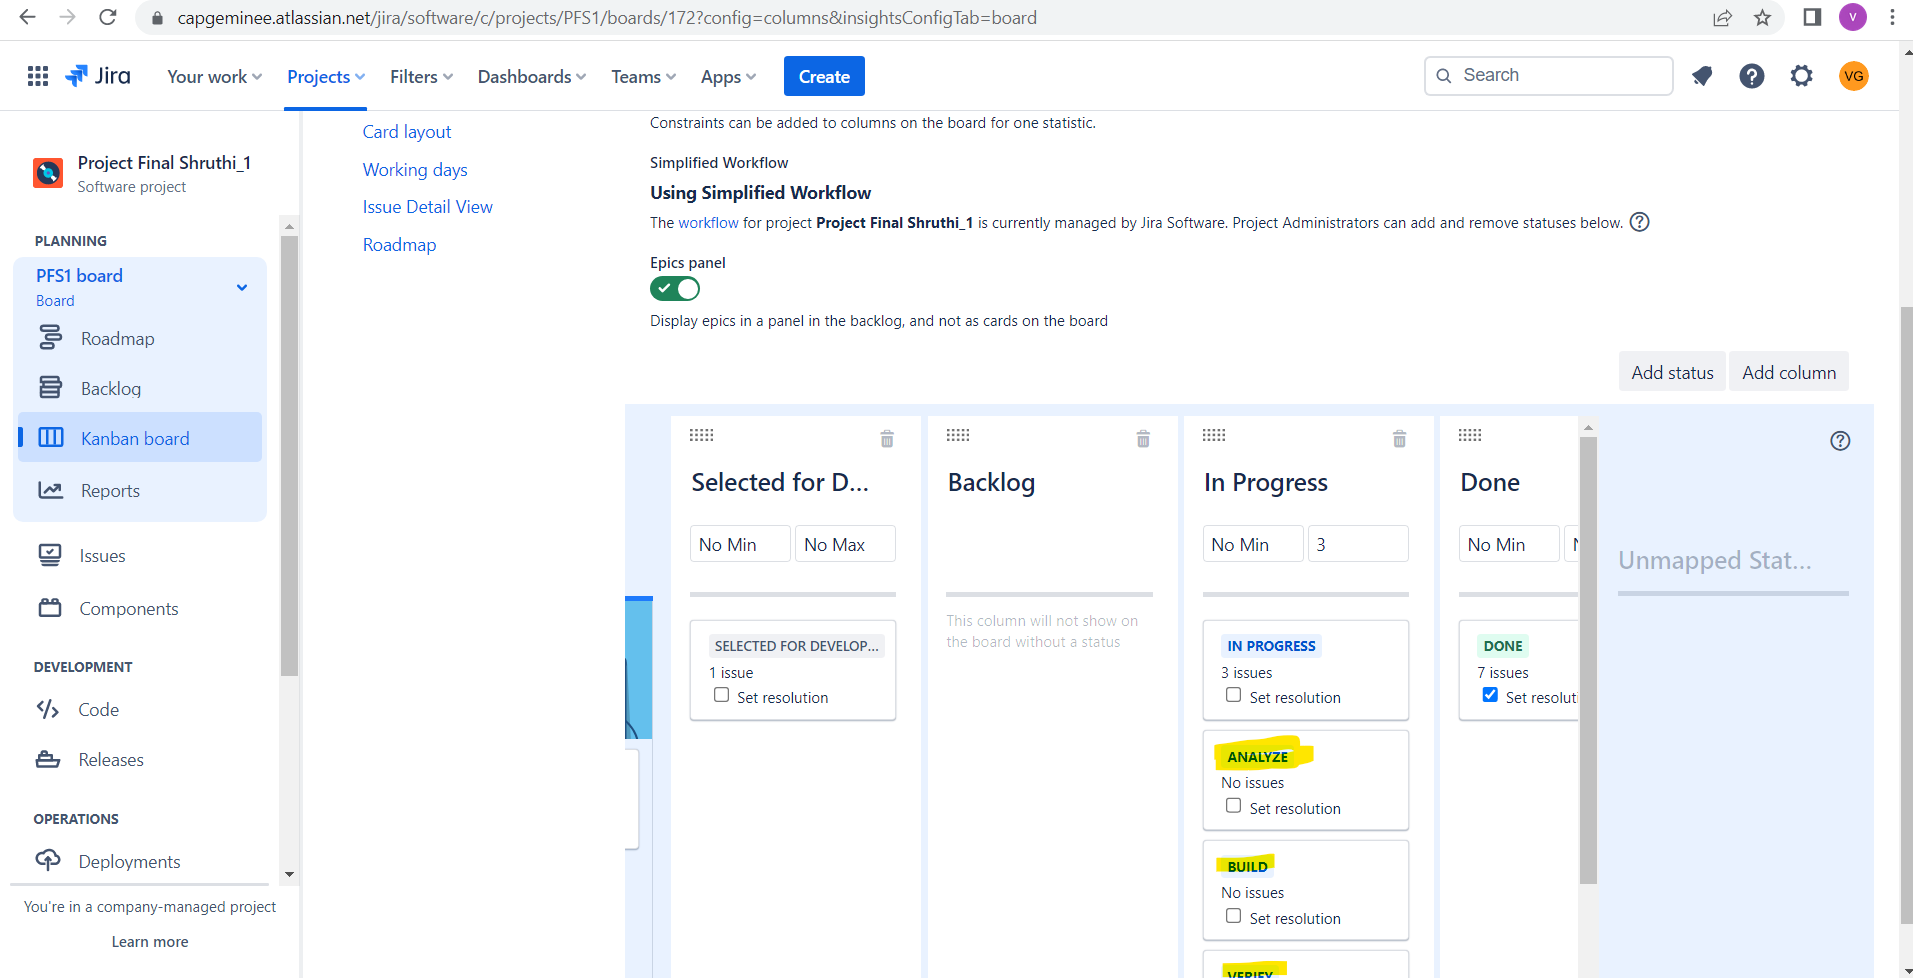 capgeminee.atlassian.net/jira/software/c/projects/PFS1/boards/172?config=columns&insightsConfigTab=board
V
Jira
Your work
Projects
Filters
Dashboards
Teams
Apps
Create
Search
VG
Project Final Shruthi_1
Software project
PLANNING
PFS1 board
Board
Roadmap
Backlog
Kanban board
Reports
Issues
Components
DEVELOPMENT
Code
Releases
OPERATIONS
Deployments
You're in a company-managed project
Learn more
Card layout
Working days
Issue Detail View
Roadmap
Constraints can be added to columns on the board for one statistic.
Simplified Workflow
Using Simplified Workflow
The workflow for project Project Final Shruthi_1 is currently managed by Jira Software. Project Administrators can add and remove statuses below.
Epics panel
Display epics in a panel in the backlog, and not as cards on the board
Add status
Add column
Selected for D...
No Min
No Max
SELECTED FOR DEVELOP...
1 issue
Set resolution
Backlog
This column will not show on
the board without a status
In Progress
No Min
3
IN PROGRESS
3 issues
Set resolution
ANALYZE
No issues
Set resolution
BUILD
No issues
Set resolution
VERIFY
Done
No Min
DONE
7 issues
Set resolut
Unmapped Stat...